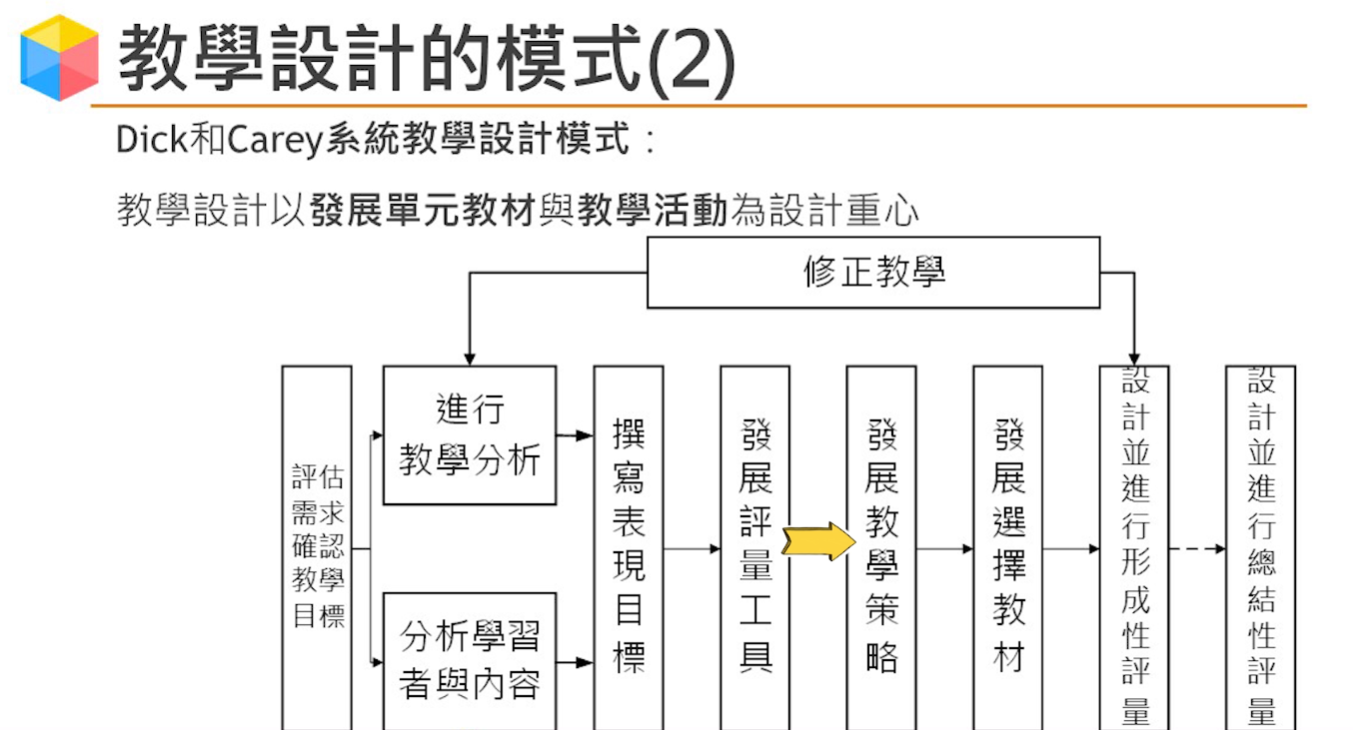 教學設計的模式(2)
Dick和Carey系統教學設計模式：
教學設計以發展單元教材與教學活動為設計重心
修正教學
評估
需求
確認
教學
目標
進行
教學分析
分析學習
者與內容
撰寫表現目標
發展評量工具
發展教學策略
發展選擇教材
設計並進行形成性評量
設計並進行總結性評量